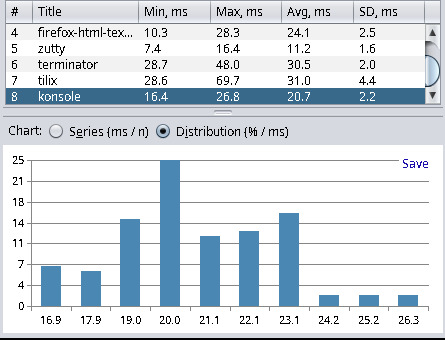 # Title Min, ms Max, ms Avg, ms SD, ms
4 firefox-html-tex... 10.3 28.3 24.1 2.5
5 zutty 7.4 16.4 11.2 1.6
6 terminator 28.7 48.0 30.5 2.0
7 tilix 28.6 69.7 31.0 4.4
8 konsole 16.4 26.8 20.7 2.2
Chart: Series (ms / n) Distribution (% / ms)
Save
25
22
18
14
11
7
4
0
16.9 17.9 19.0 20.0 21.1 22.1 23.1 24.2 25.2 26.3